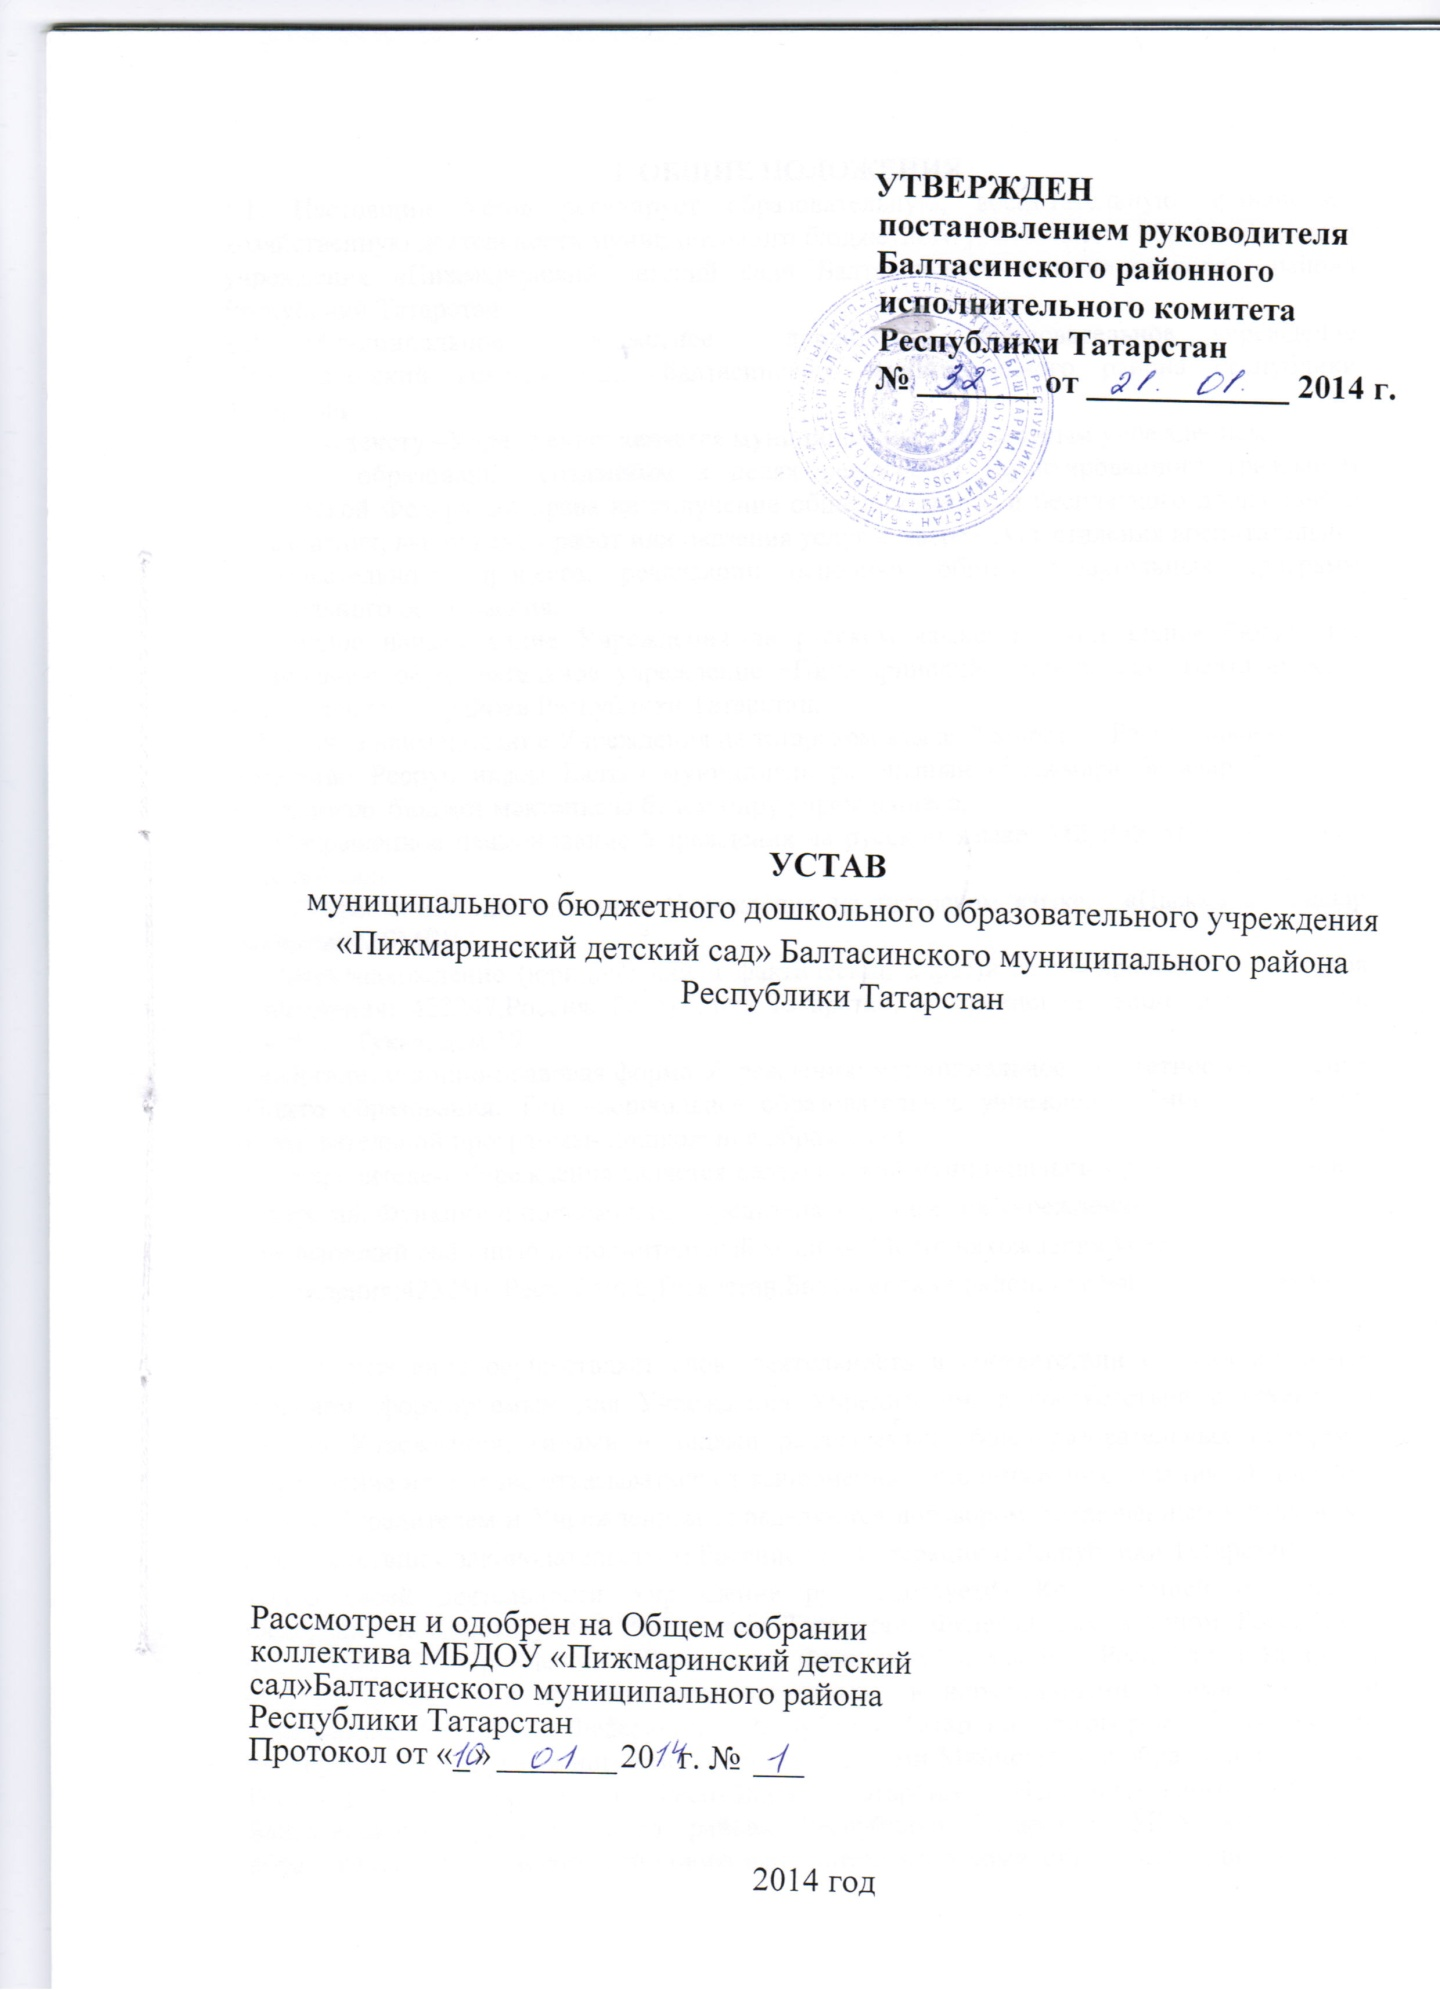 УТВЕРЖДЕН
постановлением руководителя
Балтасинского районного
исполнительного комитета
Республики Татарстан
№ 32 от 21. 01. 2014 г.
УСТАВ
муниципального бюджетного дошкольного образовательного учреждения
«Пижмаринский детский сад» Балтасинского муниципального района
Республики Татарстан
Рассмотрен и одобрен на Общем собрании
коллектива МБДОУ «Пижмаринский детский
сад»Балтасинского муниципального района
Республики Татарстан
Протокол от «10» 01 2014г. № 1
2014 год